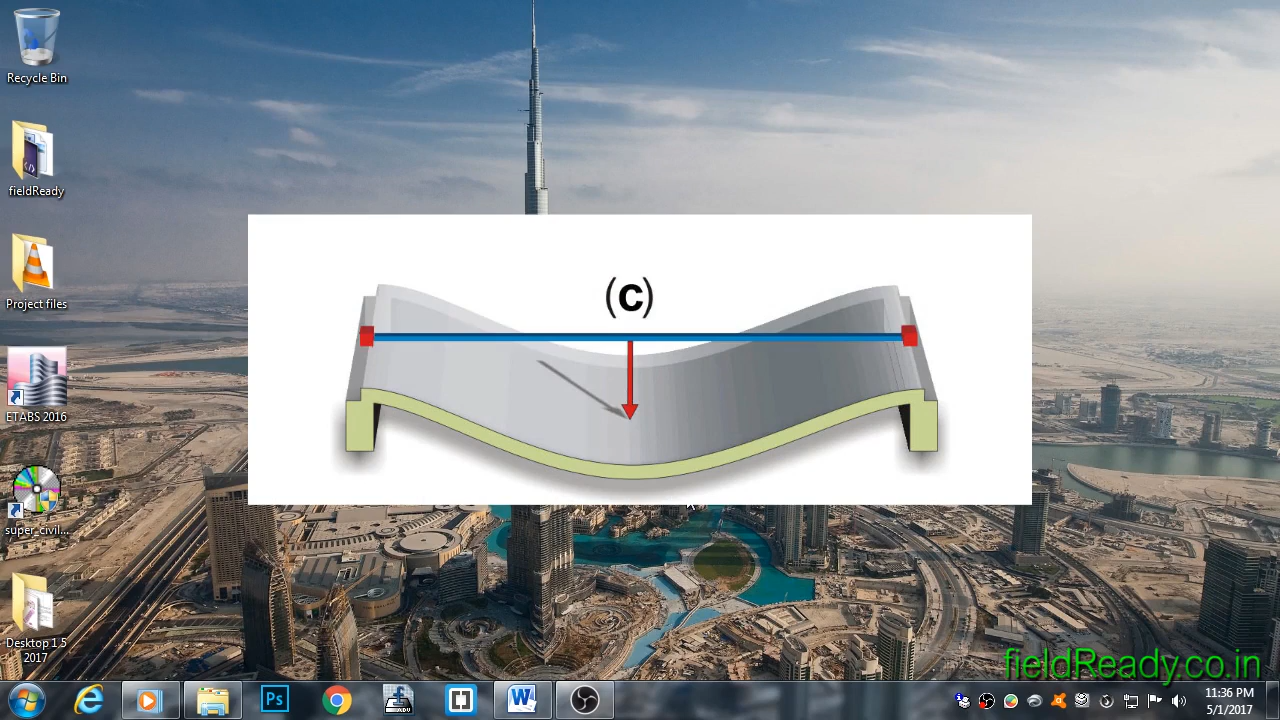 Recycle Bin
fieldReady
Project files
ETABS 2016
super_civil...
Desktop 1.5
2017
(c)
Ps
W
fieldReady.co.in
11:36 PM
5/1/2017